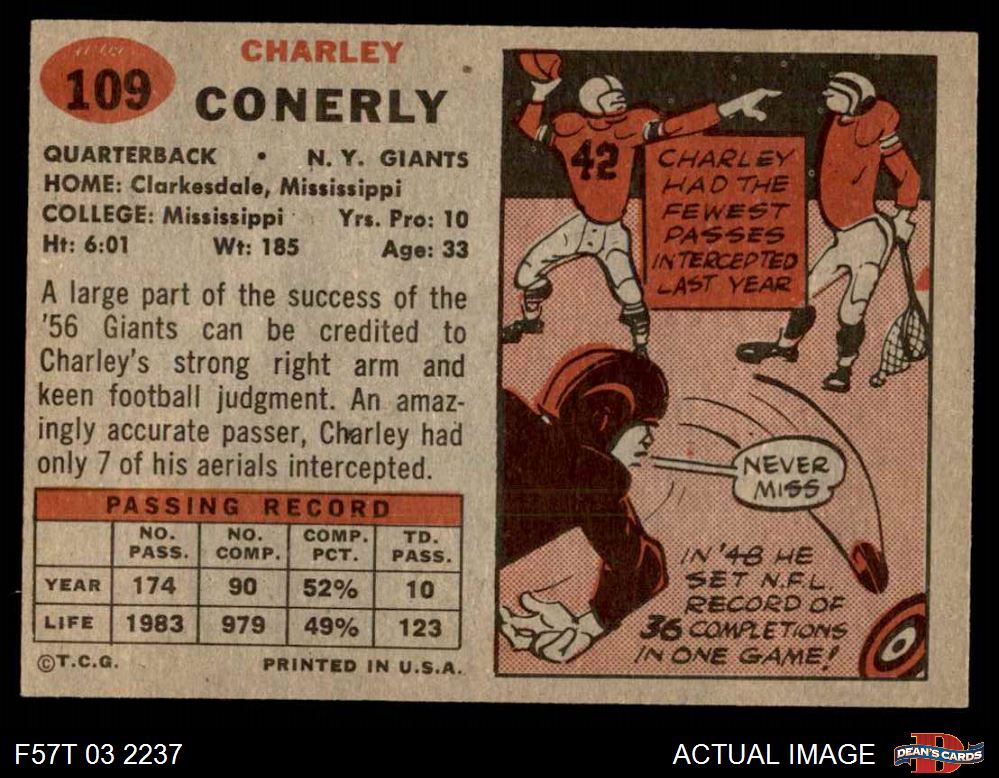 109
CHARLEY
CONERLY
QUARTERBACK • N. Y. GIANTS
HOME: Clarkesdale, Mississippi
COLLEGE: Mississippi Yrs. Pro: 10
Ht: 6:01 Wt: 185 Age: 33
A large part of the success of the
'56 Giants can be credited to
Charley's strong right arm and
keen football judgment. An amaz-
ingly accurate passer, Charley had
only 7 of his aerials intercepted.
PASSING RECORD
NO. PASS. NO. COMP. COMP. PCT. TD. PASS.
YEAR 174 90 52% 10
LIFE 1983 979 49% 123
©T.C.G. PRINTED IN U.S.A.
42
CHARLEY
HAD THE
FEWEST
PASSES
INTERCEPTED
LAST YEAR
NEVER
MISS
IN '48 HE
SET N.F.L.
RECORD OF
36 COMPLETIONS
IN ONE GAME!
F57T 03 2237
ACTUAL IMAGE
D
DEAN'S CARDS